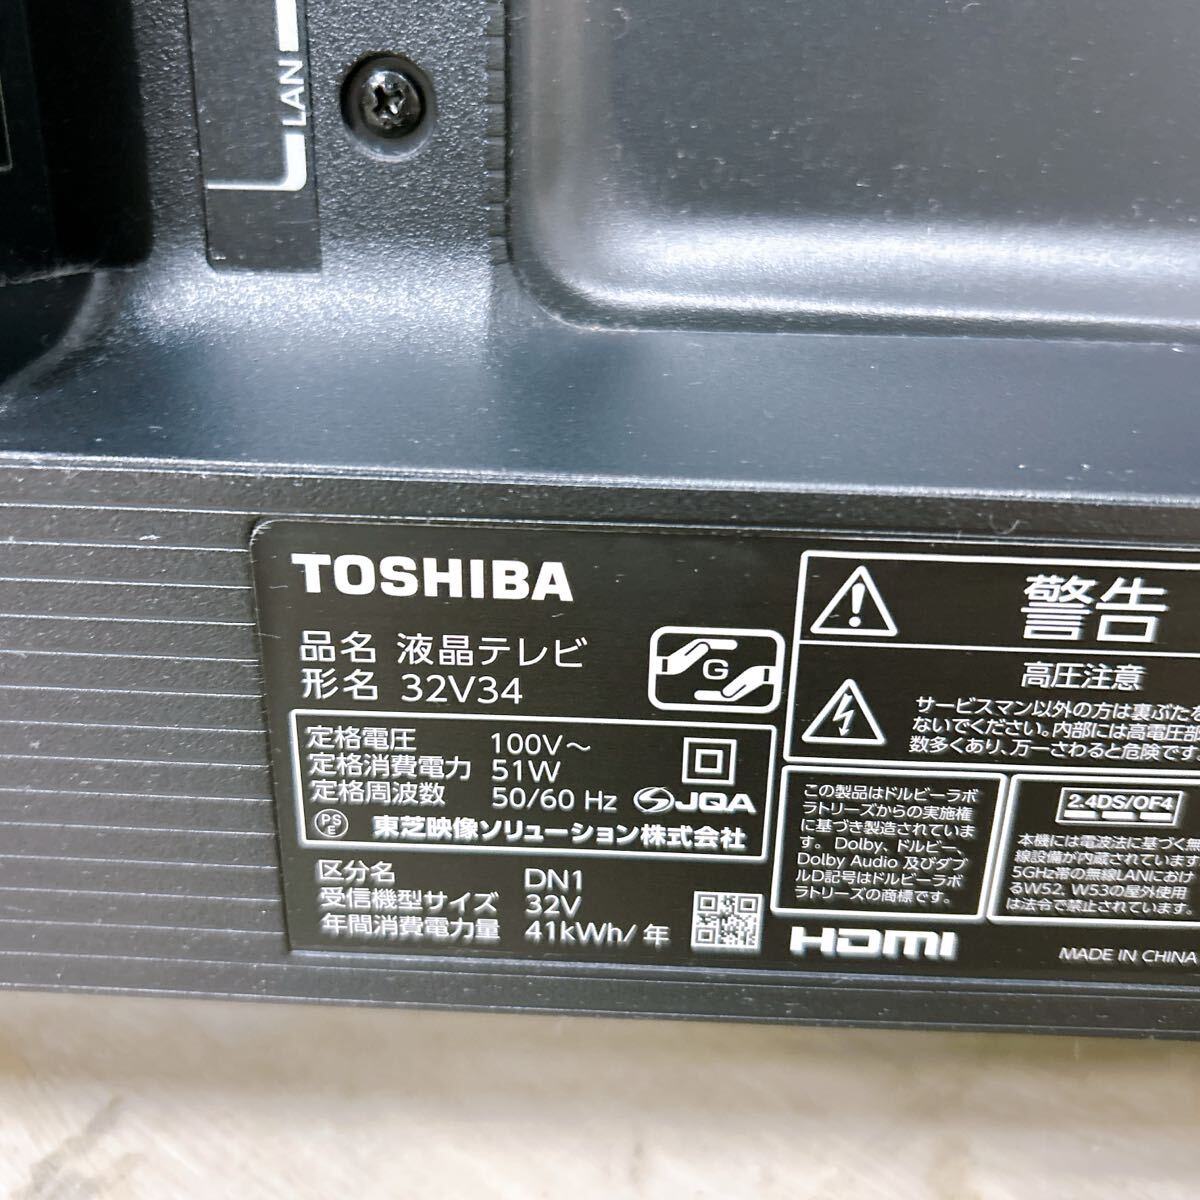 LAN
TOSHIBA
品名 液晶テレビ
形名 32V34
G
定格電圧 100V～
定格消費電力 51W
定格周波数 50/60 Hz
JQA
PSE
東芝映像ソリューション株式会社
区分名 DN1
受信機型サイズ 32V
年間消費電力量 41kWh/年
警告
高圧注意
サービスマン以外の方は裏ぶたを
ないでください。内部には高電圧部
数多くあり、万一さわると危険です。
この製品はドルビーラボ
ラトリーズからの実施権
に基づき製造されていま
す。Dolby、ドルビー、
Dolby Audio 及びダブ
ルD記号はドルビーラボ
ラトリーズの商標です。
2.4DS/OF4
本機には電波法に基づく無
線設備が内蔵されています
5GHz帯の無線LANにおけ
るW52, W53の屋外使用
は法令で禁止されています。
HDMI
MADE IN CHINA